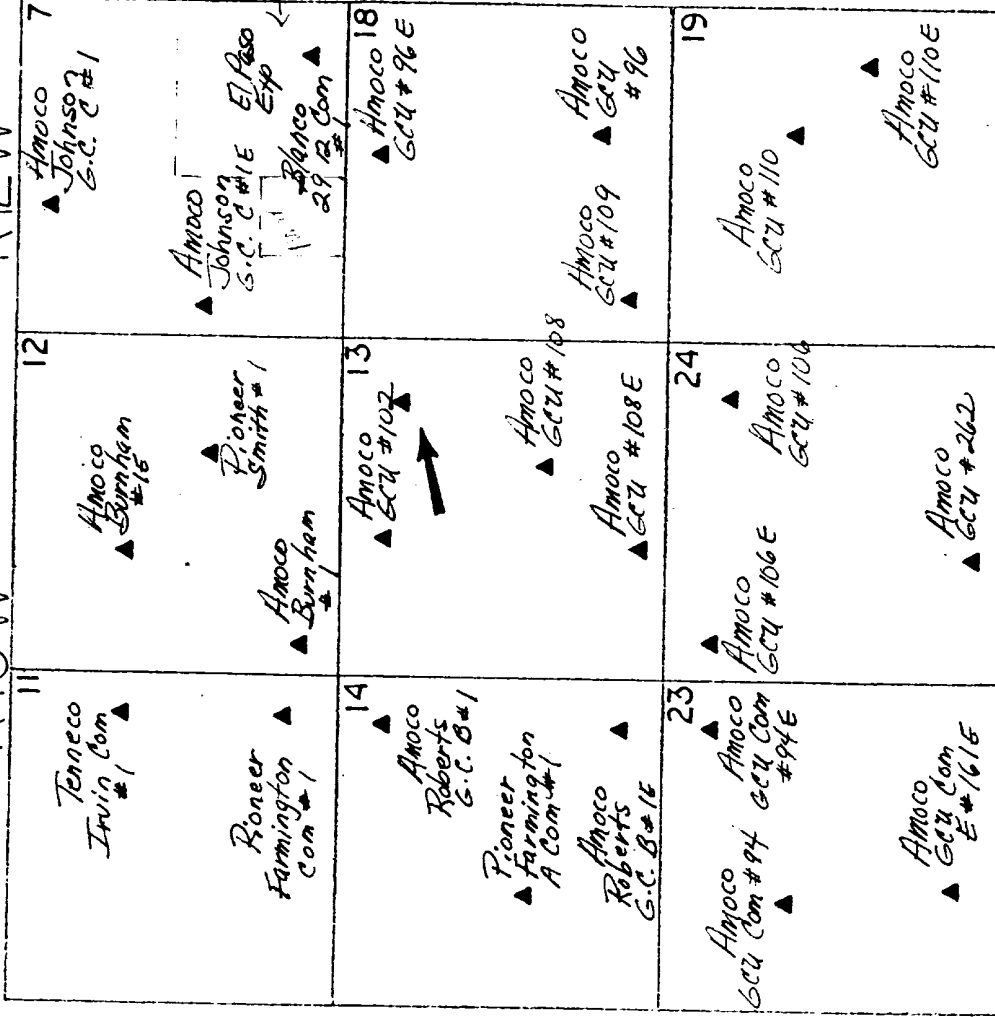 7
Amoco
Johnson
G.C. C #1
Amoco
Johnson
G.C. C #1E
El Paso
Exp
Blanco
29 12 Com
#1
18
Amoco
GCU #96E
Amoco
GCU
#96
Amoco
GCU #109
19
Amoco
GCU #110
Amoco
GCU #110E
12
Amoco
Burnham
#1E
Pioneer
Smith #1
Amoco
Burnham
#1
13
Amoco
GCU #102
Amoco
GCU #108
Amoco
GCU #108E
24
Amoco
GCU #106
Amoco
GCU #106E
Amoco
GCU #262
11
Tenneco
Irvin Com
#1
Pioneer
Farmington
Com #1
14
Amoco
Roberts
G.C. B #1
Pioneer
Farmington
A Com #1
Amoco
Roberts
G.C. B #1E
23
Amoco
GCU Com #94
Amoco
GCU Com
#94E
Amoco
GCU Com
E #161E